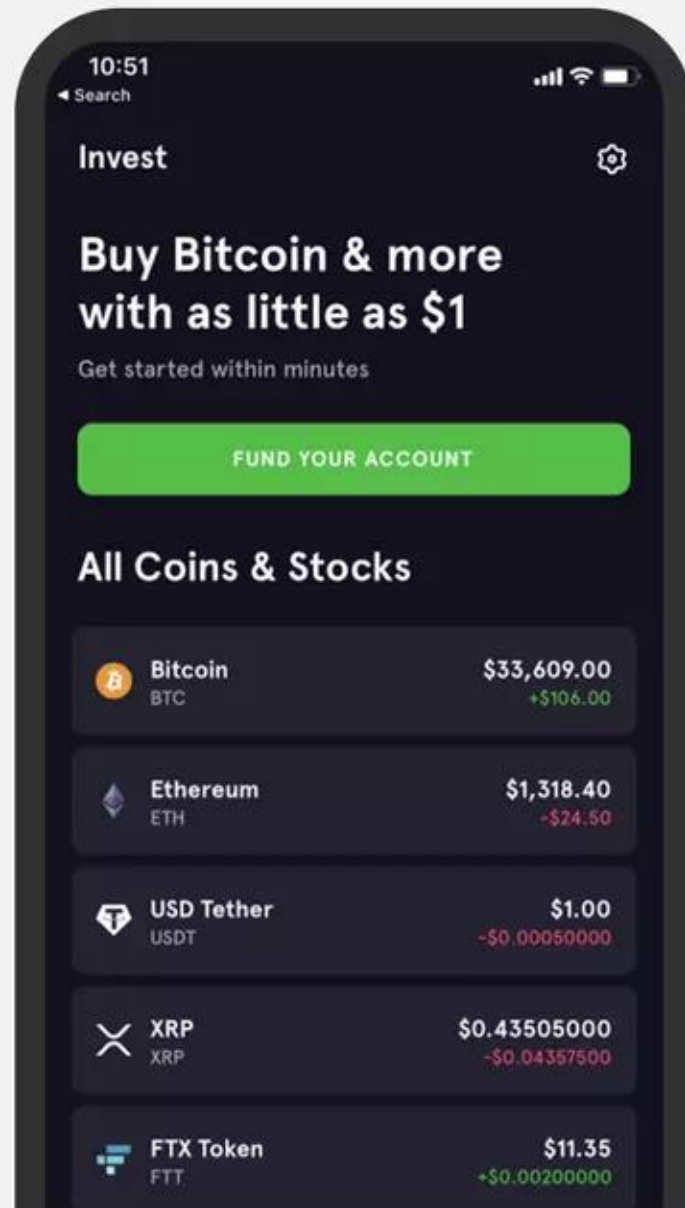 10:51
◄ Search
Invest
Buy Bitcoin & more
with as little as $1
Get started within minutes
FUND YOUR ACCOUNT
All Coins & Stocks
Bitcoin $33,609.00
BTC +$106.00
Ethereum $1,318.40
ETH -$24.50
USD Tether $1.00
USDT -$0.00050000
XRP $0.43505000
XRP -$0.04357500
FTX Token $11.35
FTT +$0.00200000